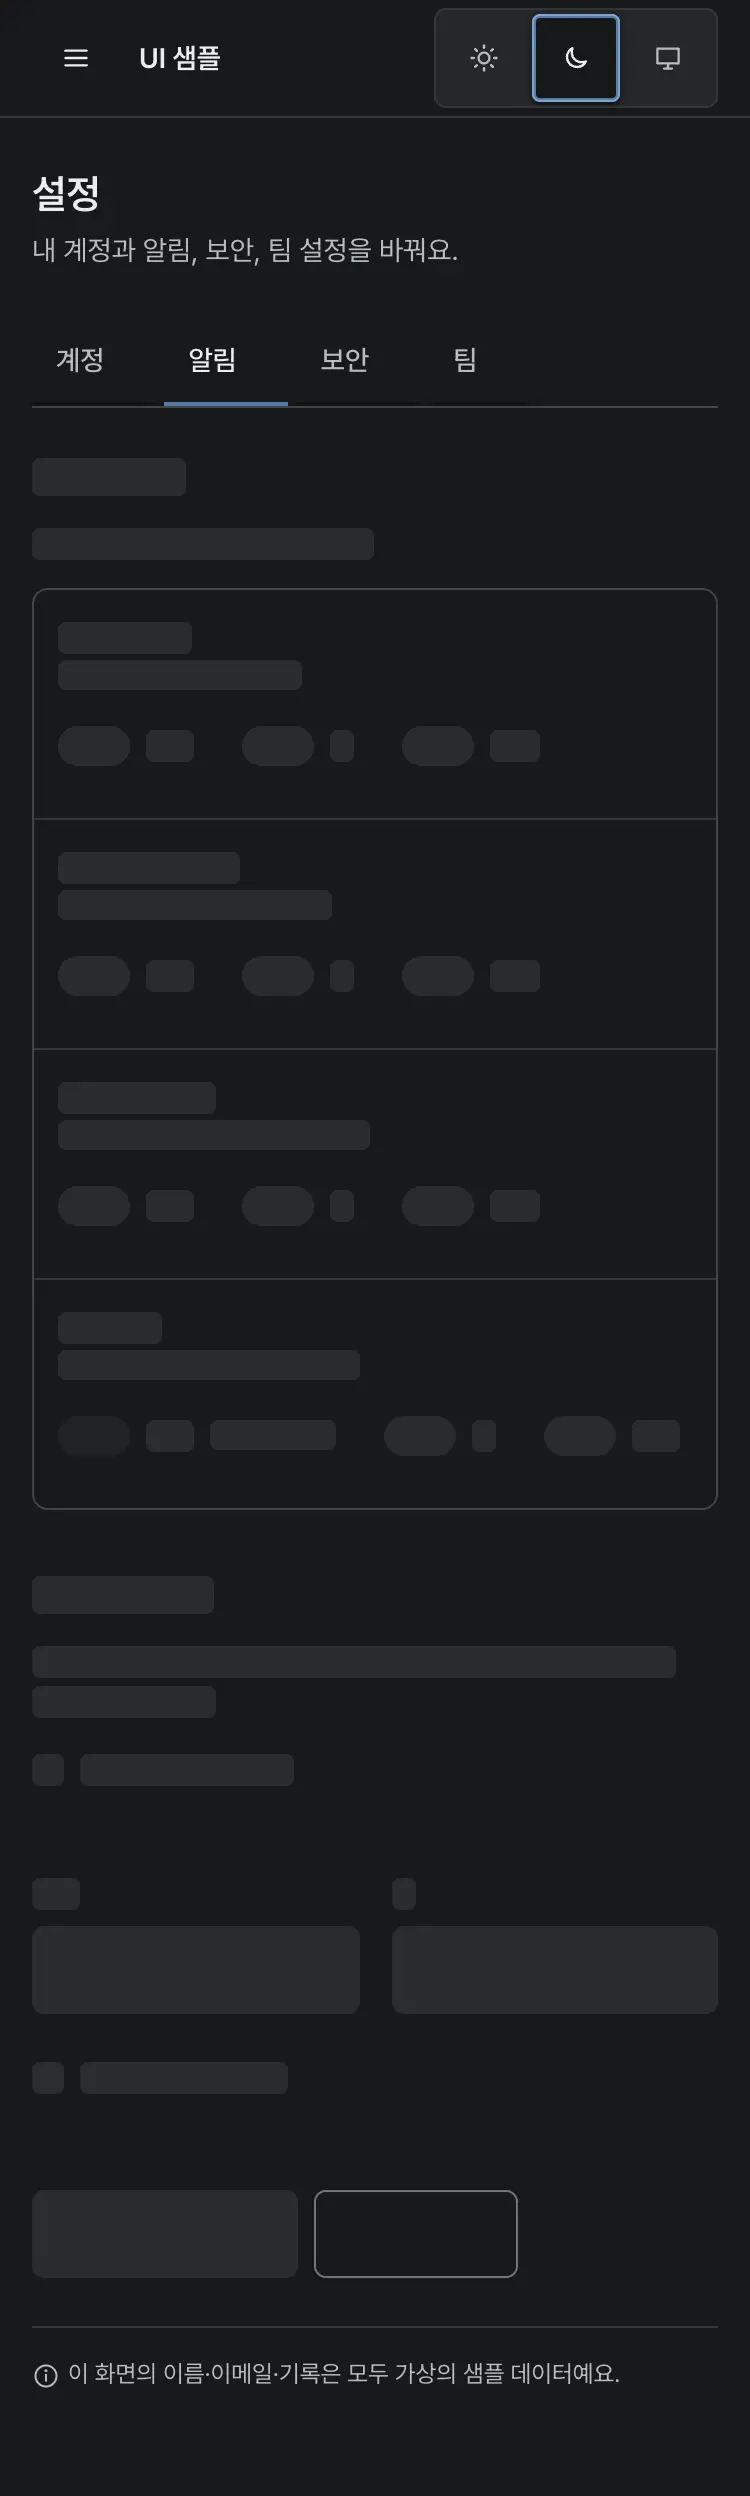 UI 샘플
설정
내 계정과 알림, 보안, 팀 설정을 바꿔요.
계정 알림 보안 팀
이 화면의 이름·이메일·기록은 모두 가상의 샘플 데이터예요.